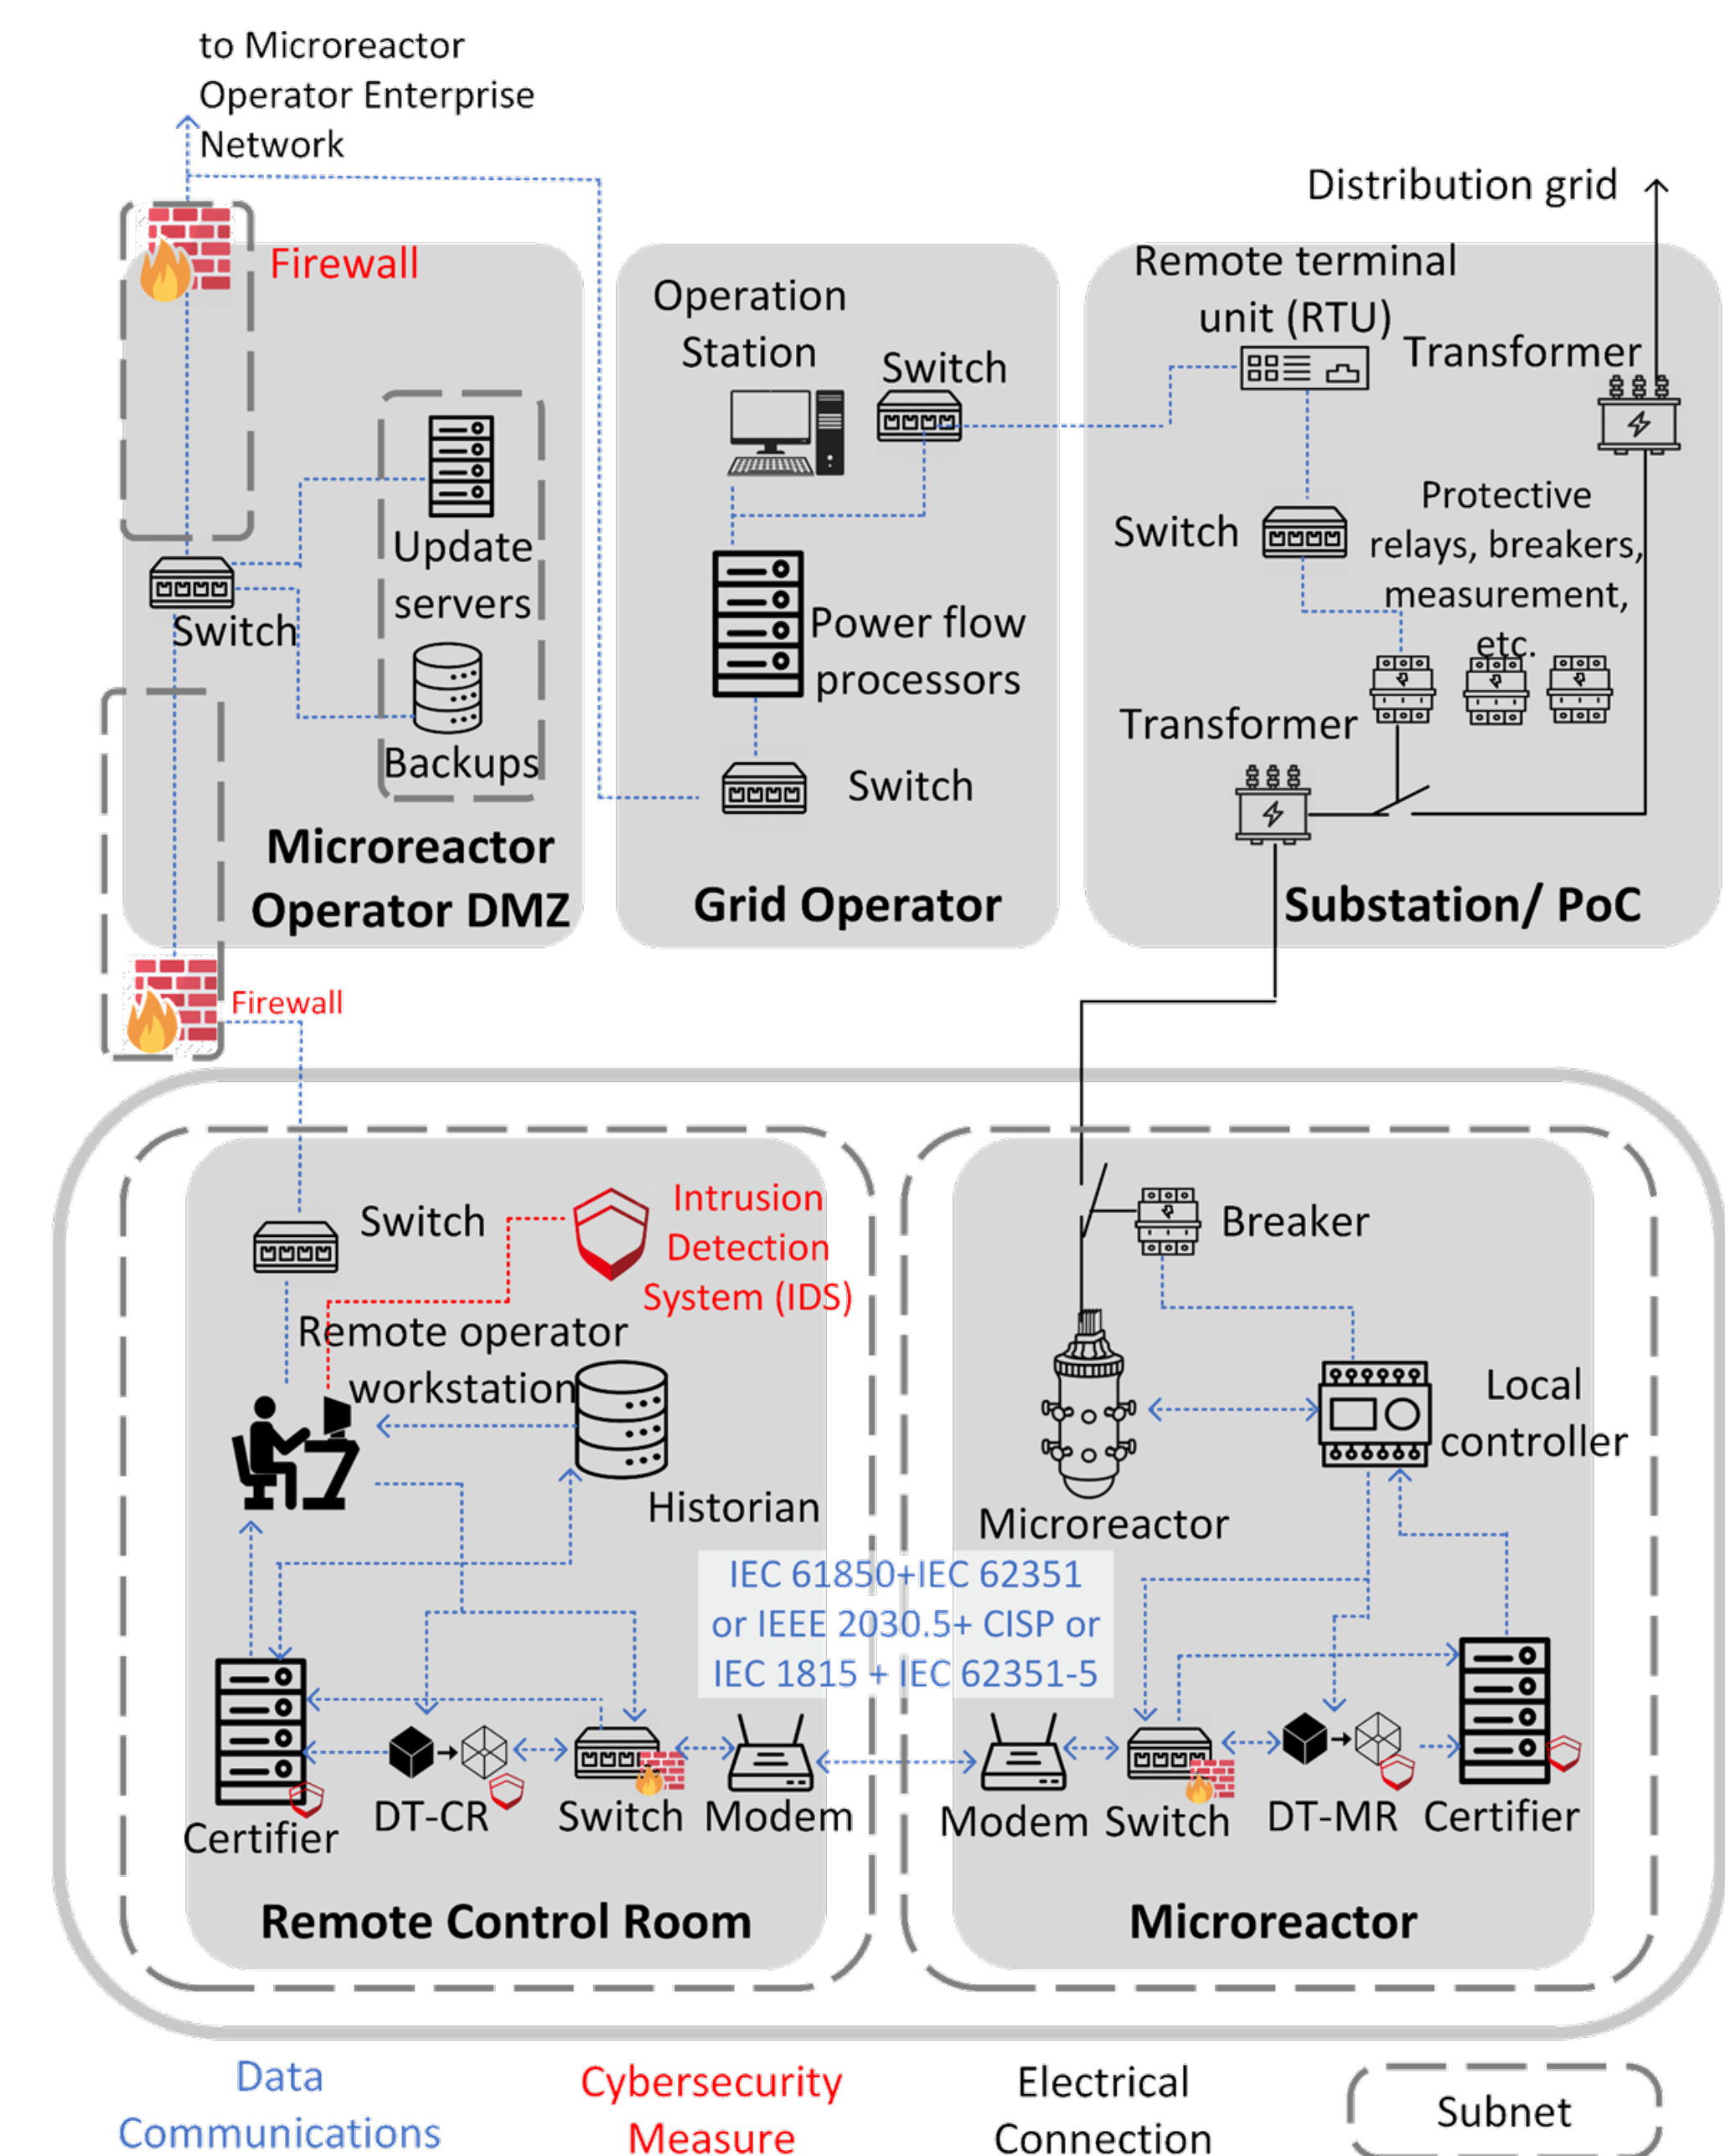 to Microreactor
Operator Enterprise
Network
Firewall
Update
servers
Switch
Backups
Microreactor
Operator DMZ
Firewall
Operation
Station
Switch
Power flow
processors
Switch
Grid Operator
Distribution grid
Remote terminal
unit (RTU)
Transformer
Switch
Protective
relays, breakers,
measurement,
etc.
Transformer
Substation/ PoC
Switch
Intrusion
Detection
System (IDS)
Remote operator
workstation
Historian
Certifier
DT-CR
Switch
Modem
Remote Control Room
IEC 61850+IEC 62351
or IEEE 2030.5+ CISP or
IEC 1815 + IEC 62351-5
Breaker
Local
controller
Microreactor
Modem
Switch
DT-MR
Certifier
Microreactor
Data
Communications
Cybersecurity
Measure
Electrical
Connection
Subnet